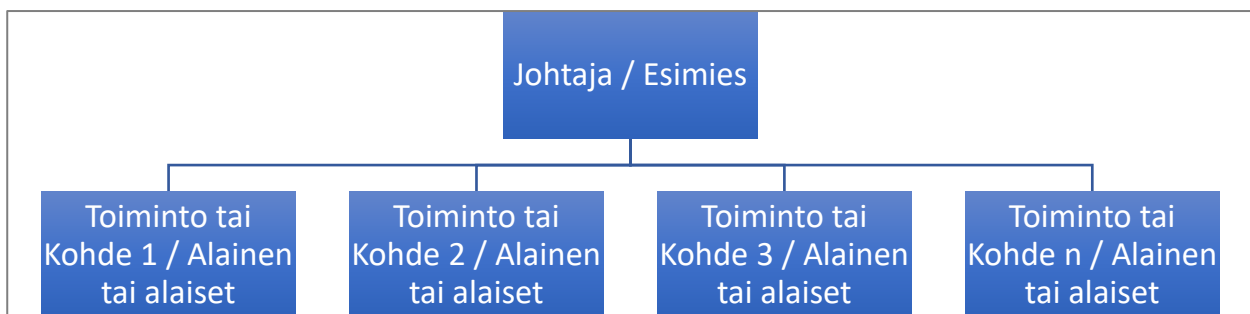 Johtaja / Esimies
Toiminto tai
Kohde 1 / Alainen
tai alaiset
Toiminto tai
Kohde 2 / Alainen
tai alaiset
Toiminto tai
Kohde 3 / Alainen
tai alaiset
Toiminto tai
Kohde n / Alainen
tai alaiset